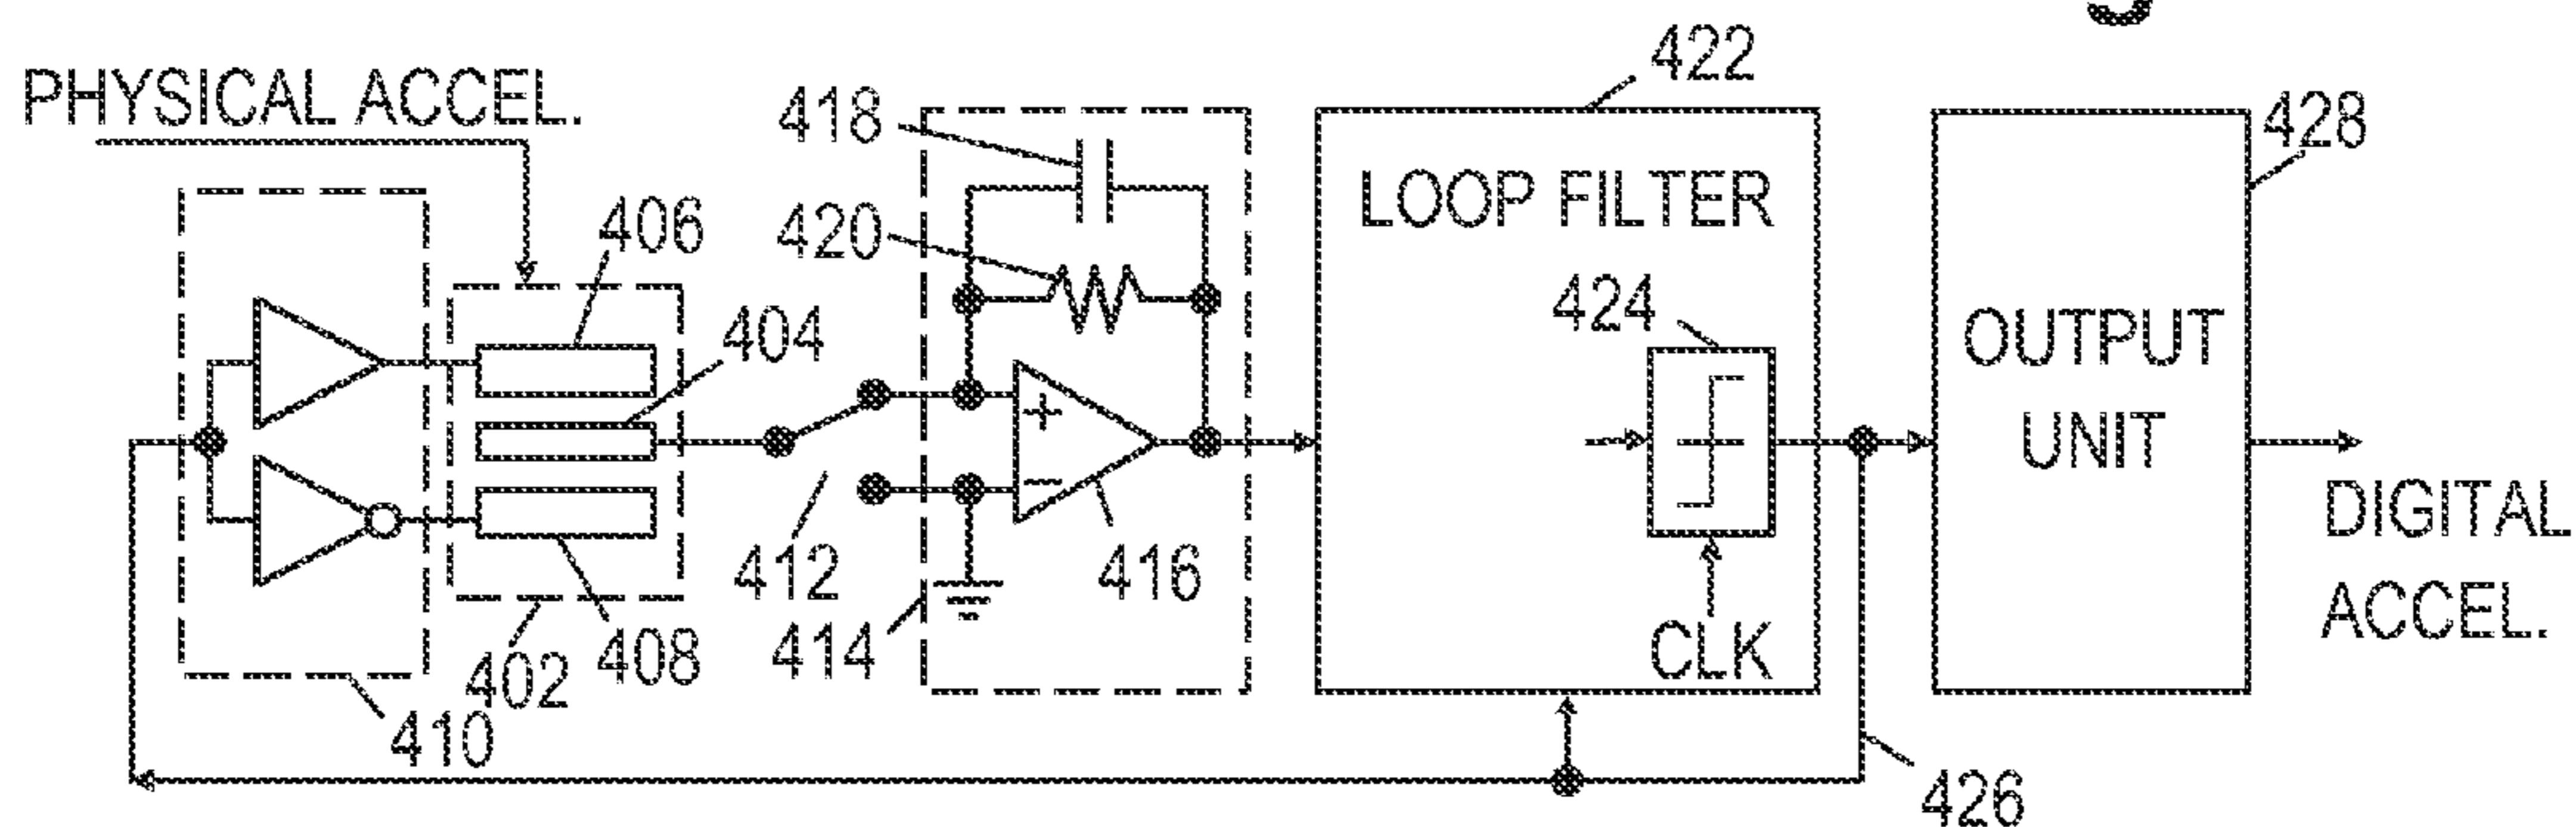 PHYSICAL ACCEL.
422
418
428
LOOP FILTER
406
420
424
404
OUTPUT
UNIT
+
−
DIGITAL
ACCEL.
412
416
414
CLK
402
408
410
426